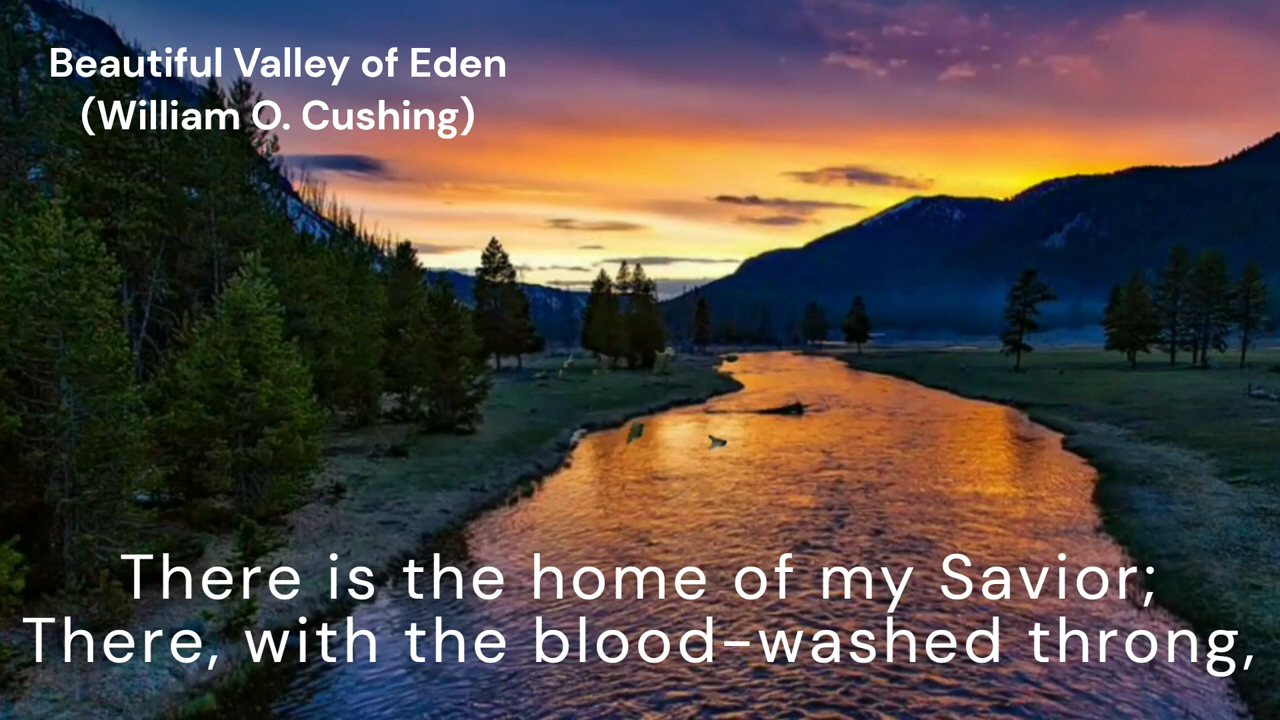 Beautiful Valley of Eden
(William O. Cushing)
There is the home of my Savior;
There, with the blood-washed throng,